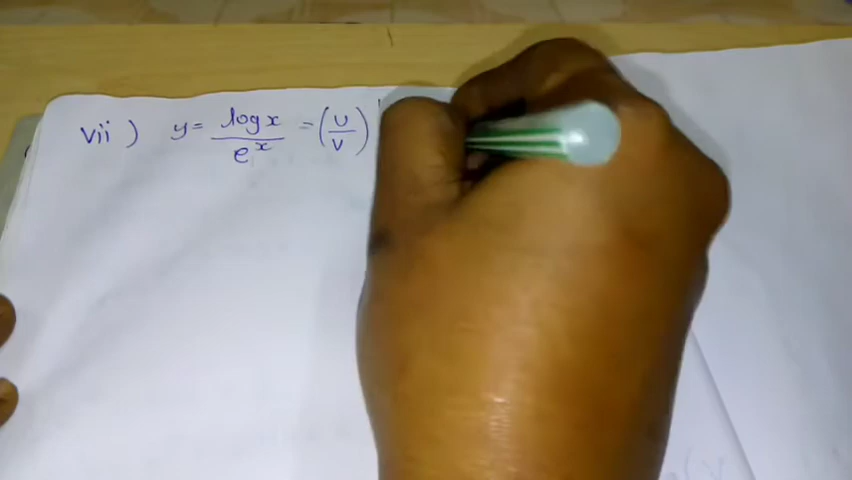 vii) y = log x / e^x = (u/v)'